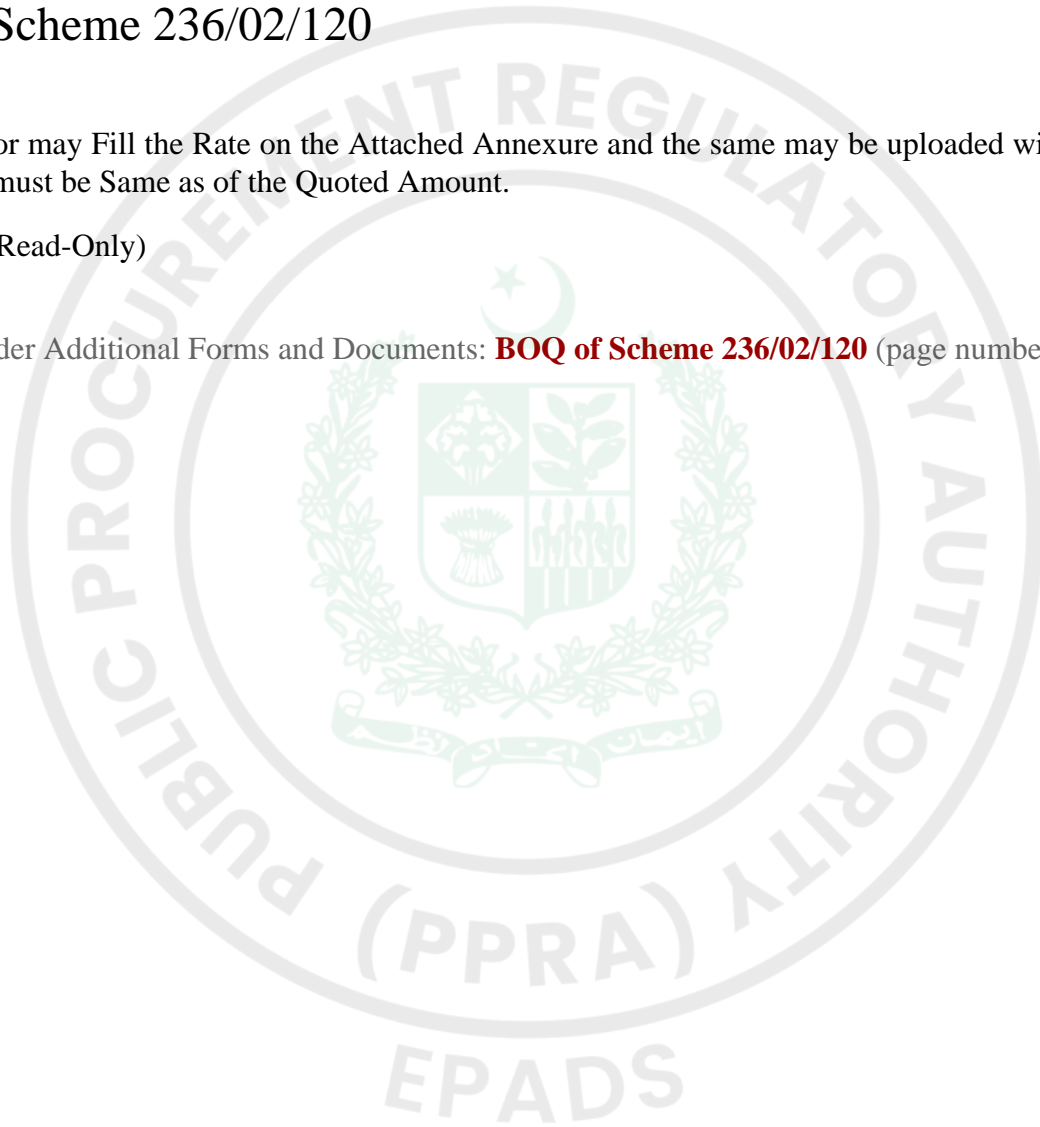 Scheme 236/02/120
or may Fill the Rate on the Attached Annexure and the same may be uploaded wi
must be Same as of the Quoted Amount.
Read-Only)
der Additional Forms and Documents: BOQ of Scheme 236/02/120 (page numbe
PUBLIC PROCUREMENT REGULATORY AUTHORITY
(PPRA)
EPADS